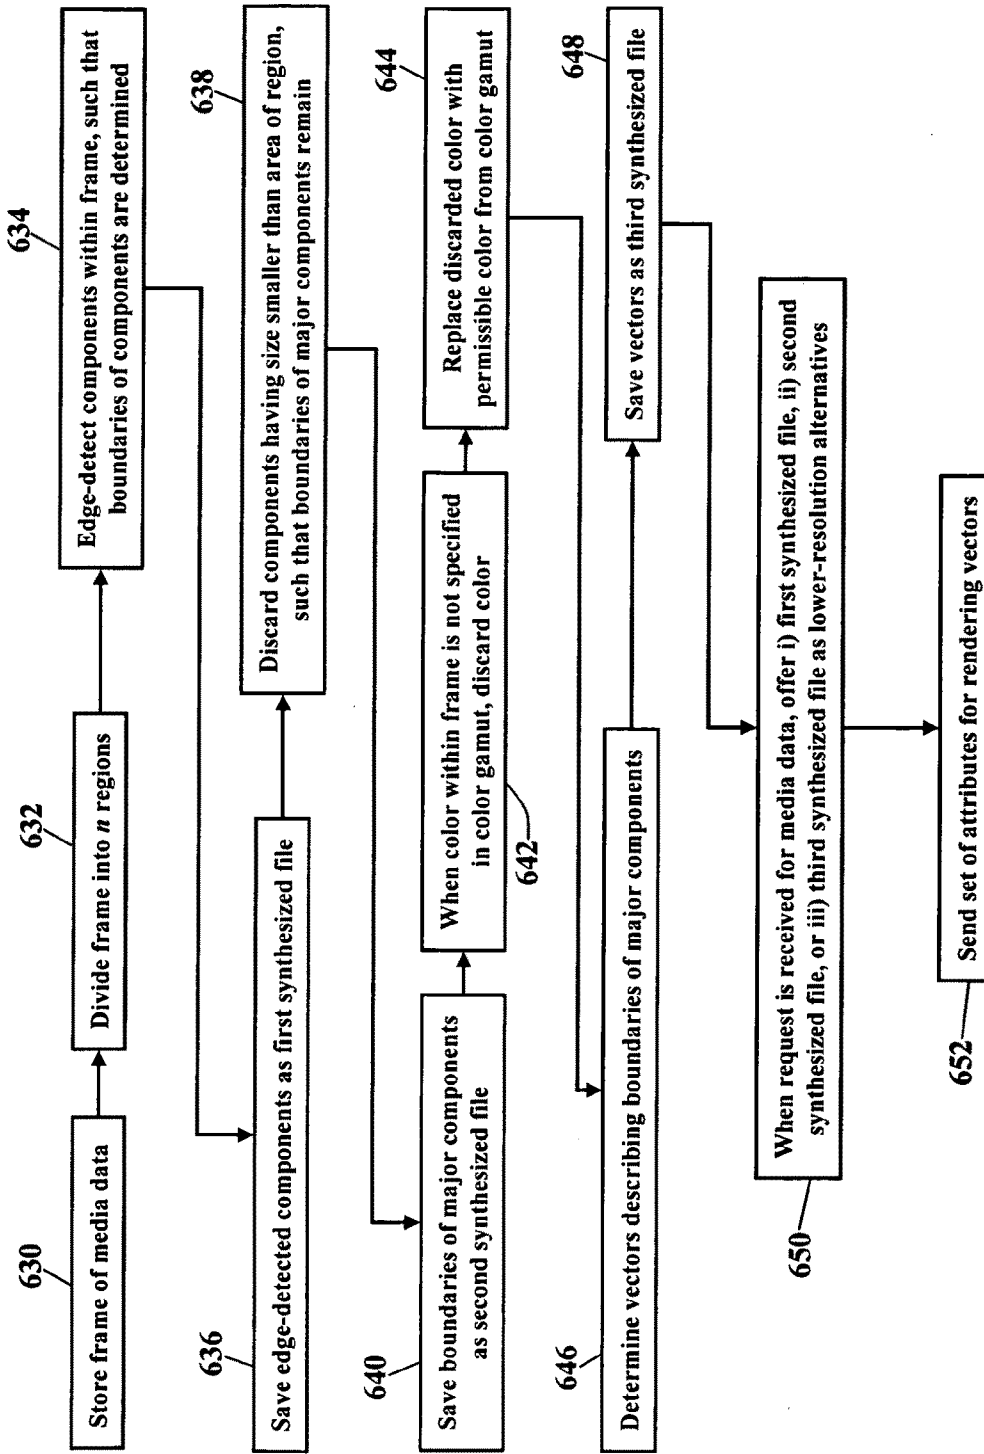 630
Store frame of media data
632
Divide frame into n regions
634
Edge-detect components within frame, such that
boundaries of components are determined
636
Save edge-detected components as first synthesized file
638
Discard components having size smaller than area of region,
such that boundaries of major components remain
640
Save boundaries of major components
as second synthesized file
642
When color within frame is not specified
in color gamut, discard color
644
Replace discarded color with
permissible color from color gamut
646
Determine vectors describing boundaries of major components
648
Save vectors as third synthesized file
650
When request is received for media data, offer i) first synthesized file, ii) second
synthesized file, or iii) third synthesized file as lower-resolution alternatives
652
Send set of attributes for rendering vectors